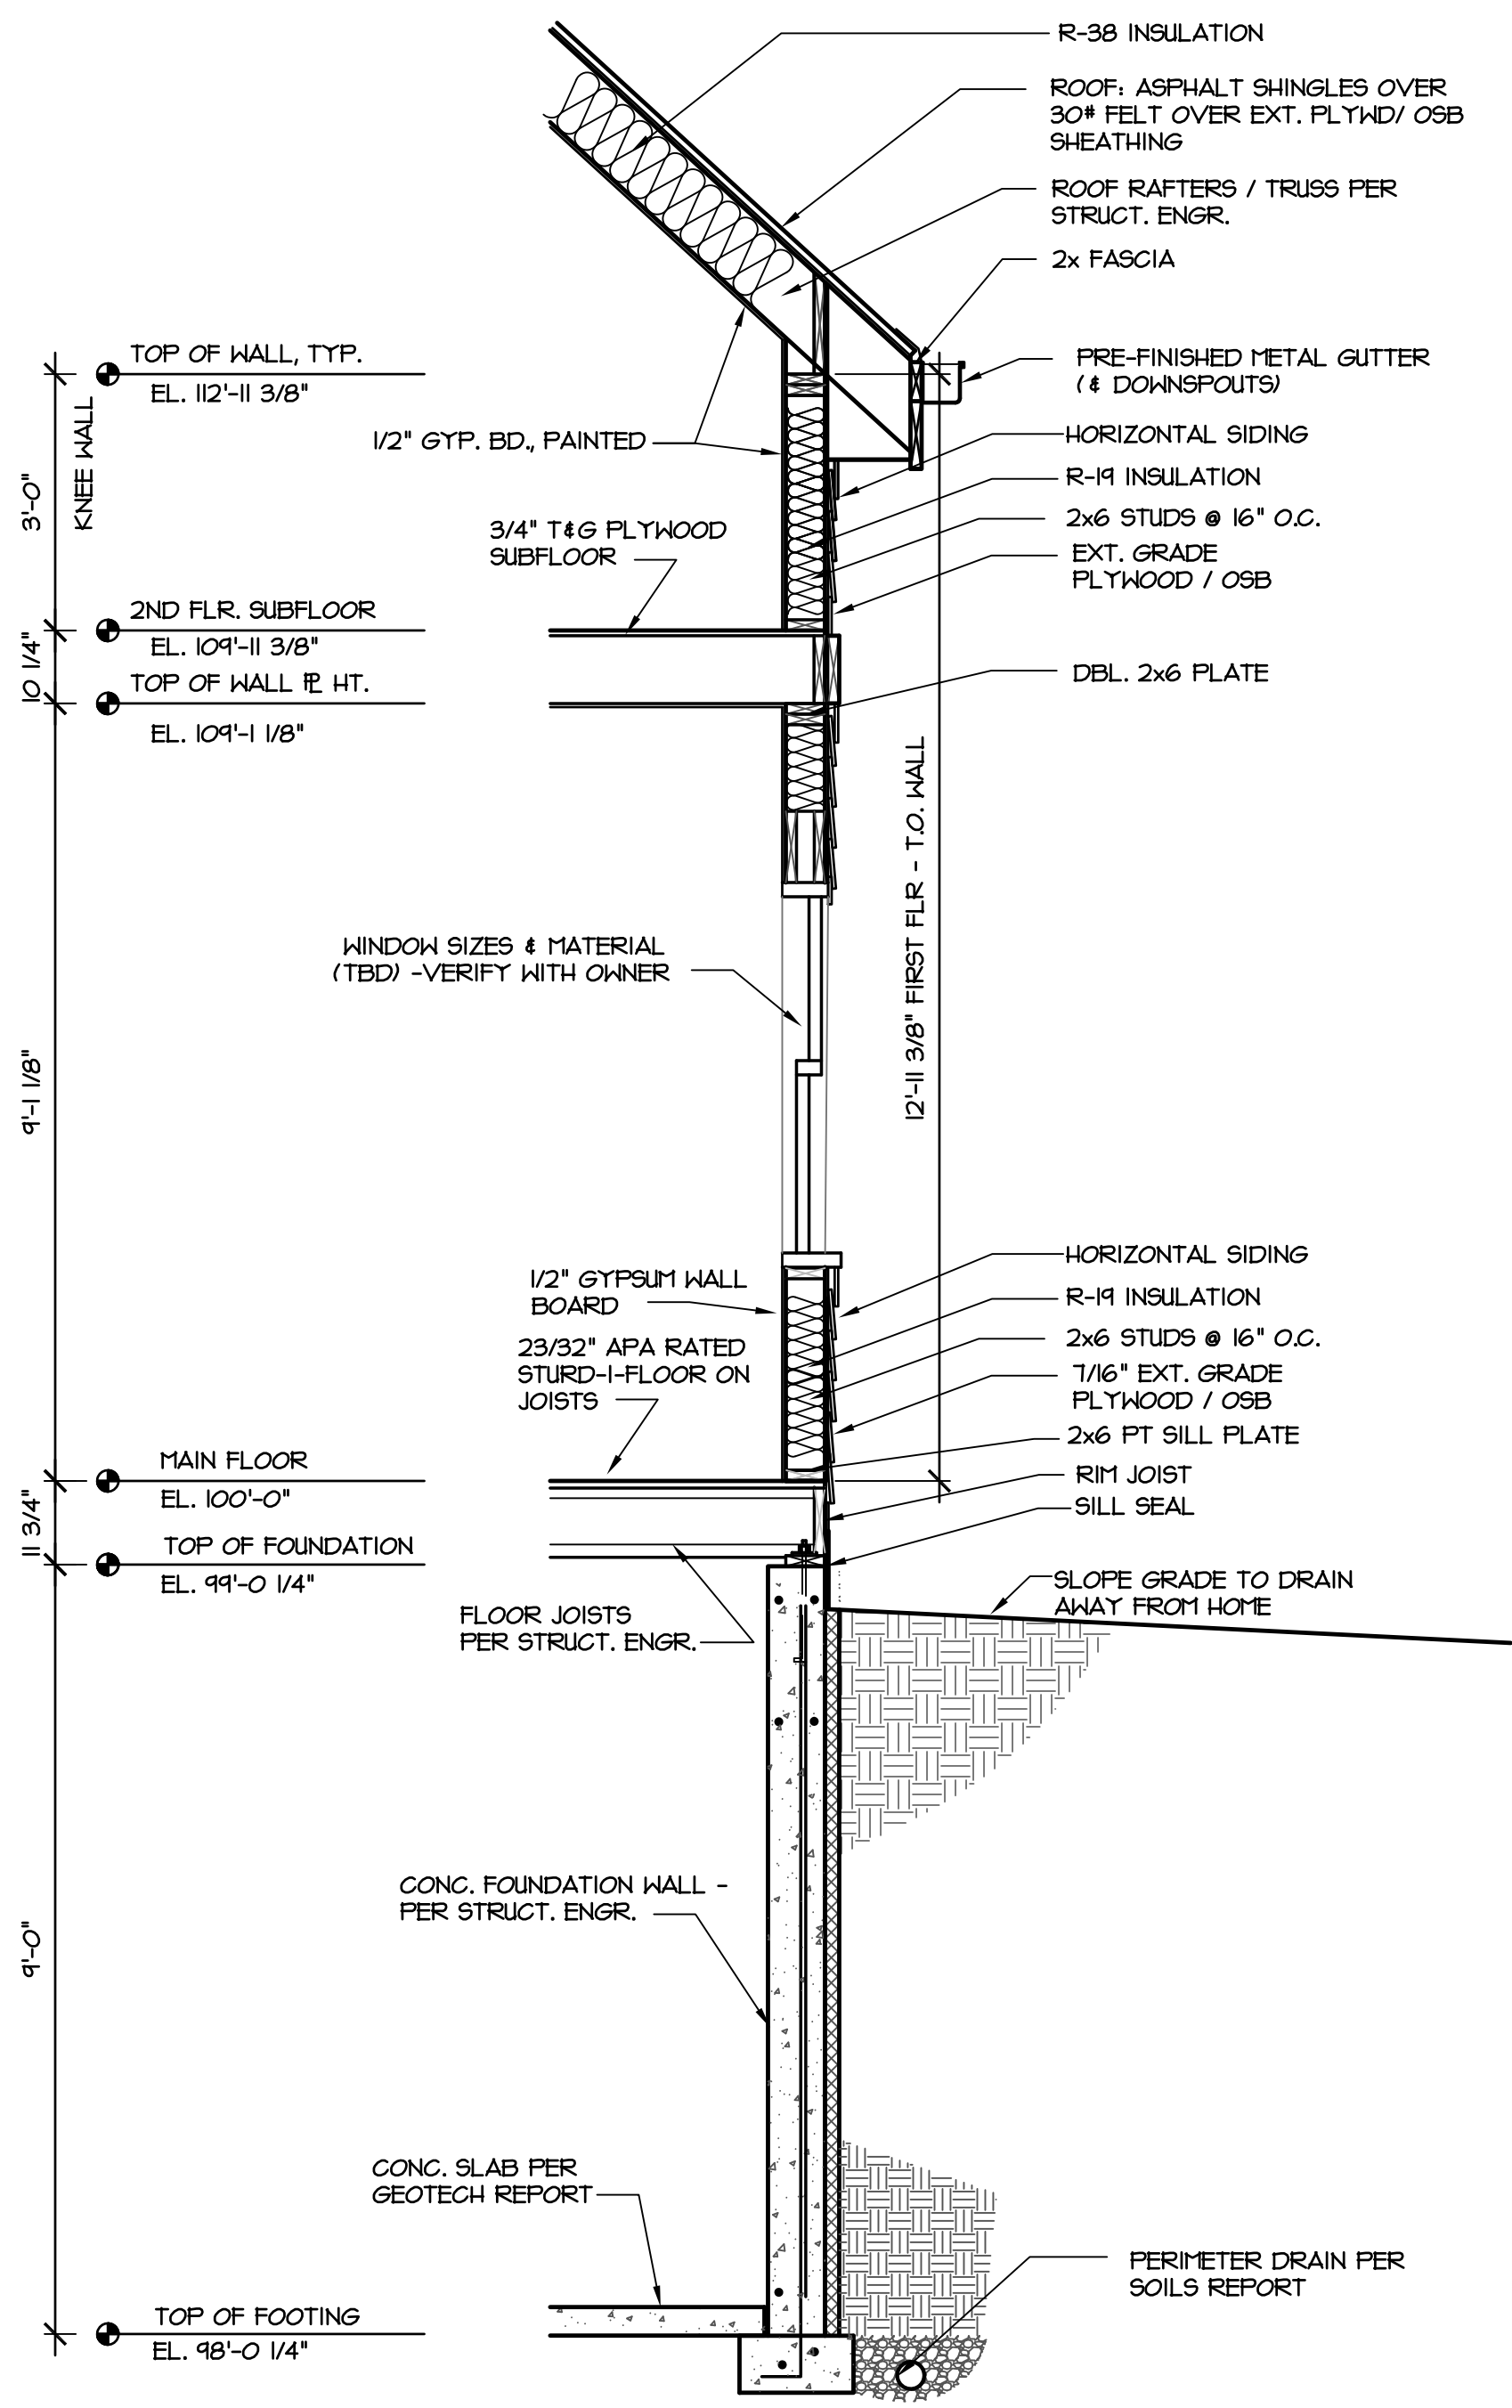 R-38 INSULATION
ROOF: ASPHALT SHINGLES OVER
30# FELT OVER EXT. PLYWD/ OSB
SHEATHING
ROOF RAFTERS / TRUSS PER
STRUCT. ENGR.
2x FASCIA
TOP OF WALL, TYP.
EL. 112'-11 3/8"
PRE-FINISHED METAL GUTTER
(& DOWNSPOUTS)
KNEE WALL
3'-0"
1/2" GYP. BD., PAINTED
HORIZONTAL SIDING
R-19 INSULATION
2x6 STUDS @ 16" O.C.
EXT. GRADE
PLYWOOD / OSB
3/4" T&G PLYWOOD
SUBFLOOR
2ND FLR. SUBFLOOR
EL. 109'-11 3/8"
10 1/4"
TOP OF WALL PL HT.
EL. 109'-1 1/8"
DBL. 2x6 PLATE
12'-11 3/8" FIRST FLR - T.O. WALL
WINDOW SIZES & MATERIAL
(TBD) -VERIFY WITH OWNER
9'-1 1/8"
1/2" GYPSUM WALL
BOARD
23/32" APA RATED
STURD-I-FLOOR ON
JOISTS
HORIZONTAL SIDING
R-19 INSULATION
2x6 STUDS @ 16" O.C.
7/16" EXT. GRADE
PLYWOOD / OSB
2x6 PT SILL PLATE
RIM JOIST
SILL SEAL
MAIN FLOOR
EL. 100'-0"
11 3/4"
TOP OF FOUNDATION
EL. 99'-0 1/4"
SLOPE GRADE TO DRAIN
AWAY FROM HOME
FLOOR JOISTS
PER STRUCT. ENGR.
CONC. FOUNDATION WALL -
PER STRUCT. ENGR.
9'-0"
CONC. SLAB PER
GEOTECH REPORT
PERIMETER DRAIN PER
SOILS REPORT
TOP OF FOOTING
EL. 98'-0 1/4"